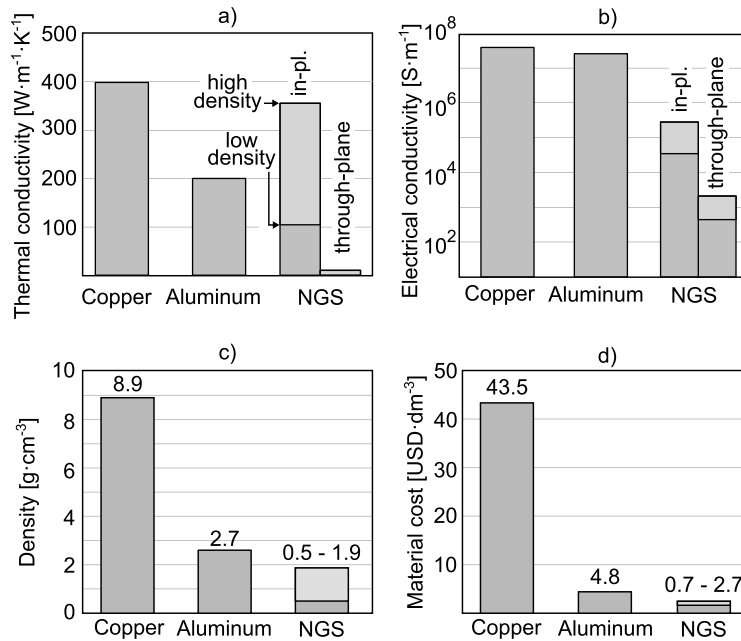 a)
Thermal conductivity [W·m⁻¹·K⁻¹]
500
400
300
200
100
high
density
low
density
in-pl.
through-plane
Copper
Aluminum
NGS
b)
Electrical conductivity [S·m⁻¹]
10⁸
10⁶
10⁴
10²
in-pl.
through-plane
Copper
Aluminum
NGS
c)
Density [g·cm⁻³]
10
8
6
4
2
0
8.9
2.7
0.5 - 1.9
Copper
Aluminum
NGS
d)
Material cost [USD·dm⁻³]
50
40
30
20
10
43.5
4.8
0.7 - 2.7
Copper
Aluminum
NGS